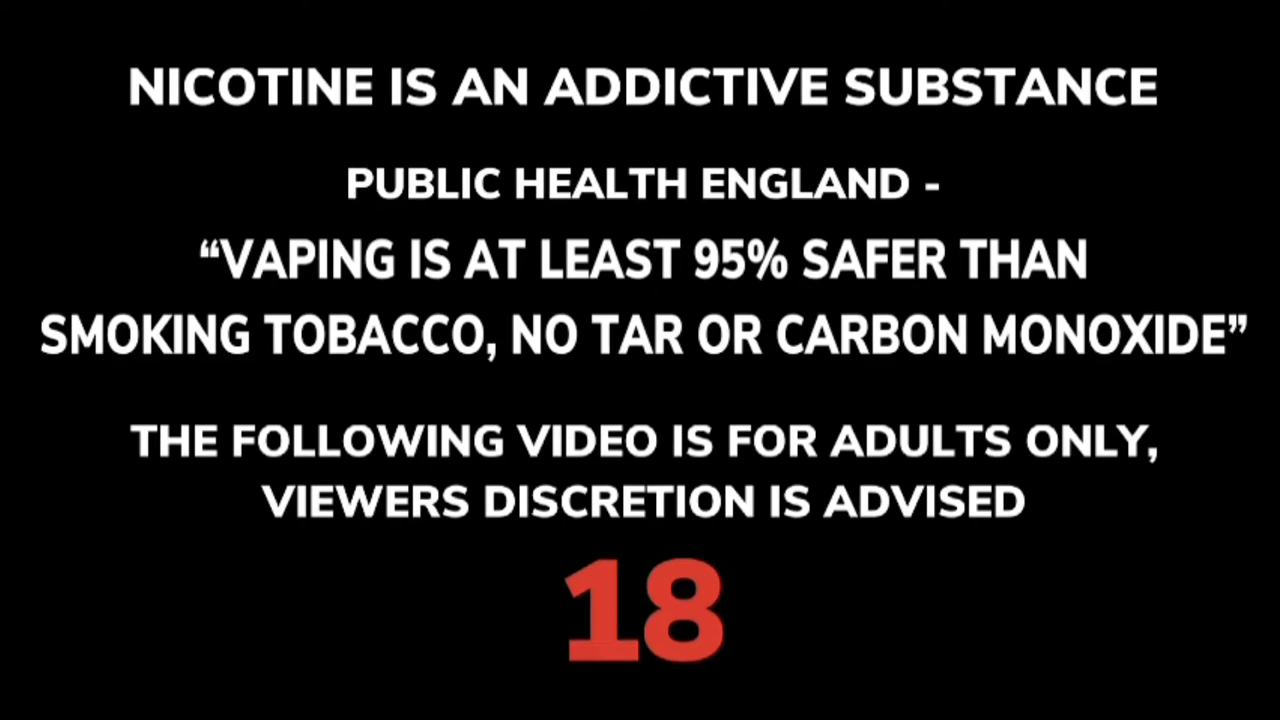 NICOTINE IS AN ADDICTIVE SUBSTANCE
PUBLIC HEALTH ENGLAND -
“VAPING IS AT LEAST 95% SAFER THAN
SMOKING TOBACCO, NO TAR OR CARBON MONOXIDE”
THE FOLLOWING VIDEO IS FOR ADULTS ONLY,
VIEWERS DISCRETION IS ADVISED
18